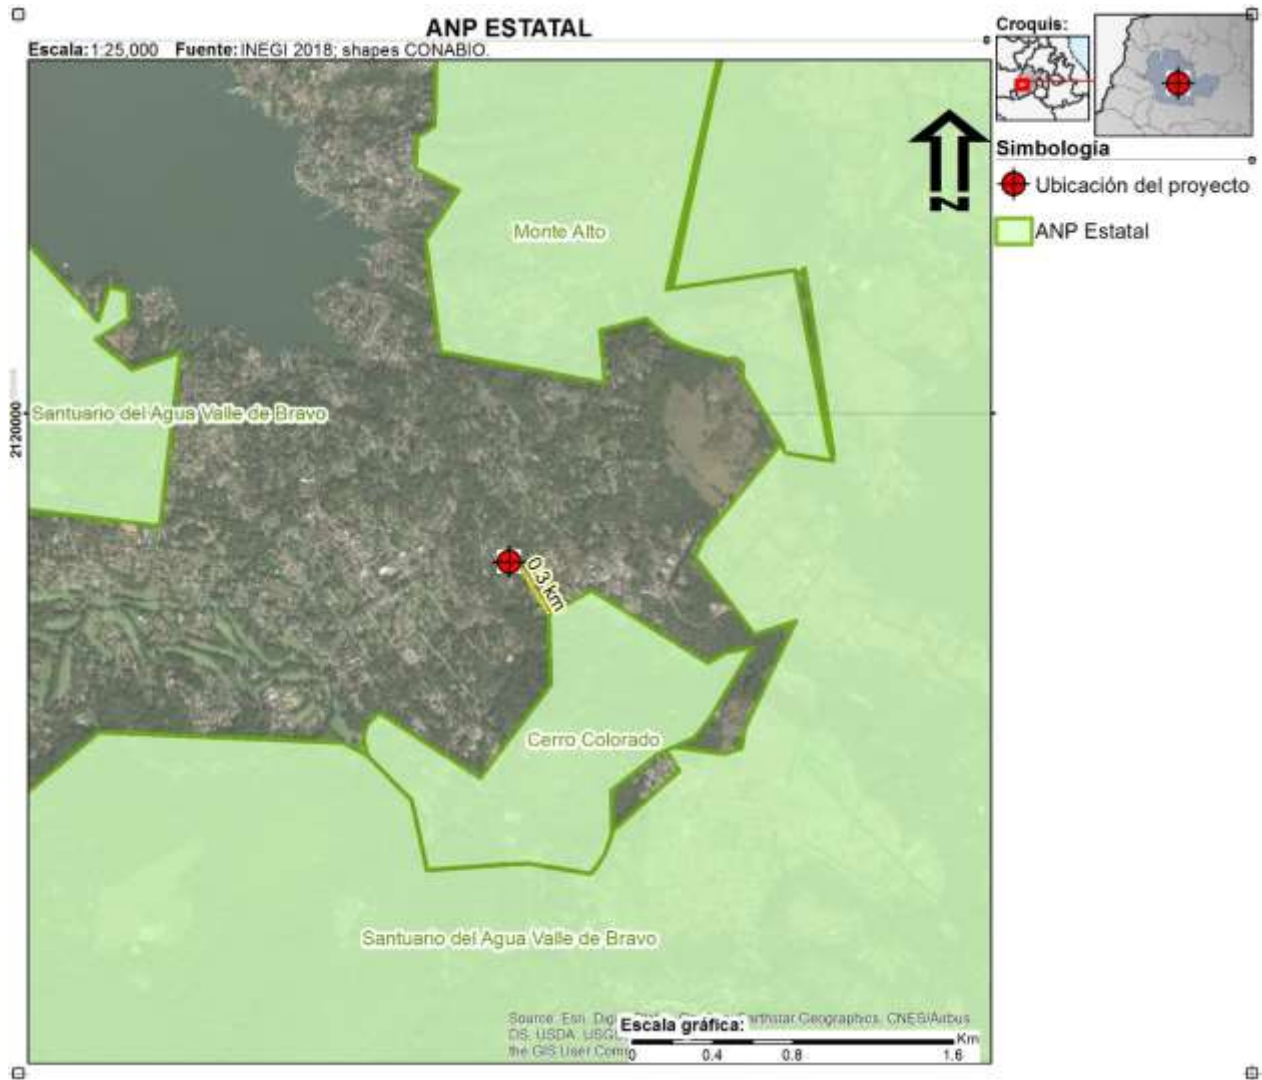 ANP ESTATAL
Escala: 1:25,000 Fuente: INEGI 2018; shapes CONABIO.
Croquis:
Simbología
Ubicación del proyecto
ANP Estatal
N
Monte Alto
2120000
Santuario del Agua Valle de Bravo
0.3 km
Cerro Colorado
Santuario del Agua Valle de Bravo
Source: Esri, Earthstar Geographics, CNES/Airbus
DS, USDA, USGS
the GIS User
Escala gráfica:
Km
0 0.4 0.8 1.6